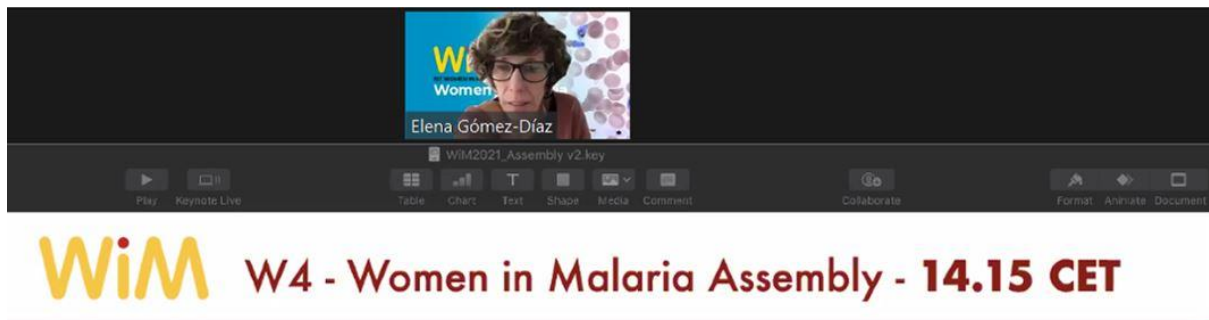 Wi
Women
Elena Gómez-Díaz
WiM2021_Assembly v2.key
Play Keynote Live Table Chart Text Shape Media Comment Collaborate Format Animate Document
WiM W4 - Women in Malaria Assembly - 14.15 CET